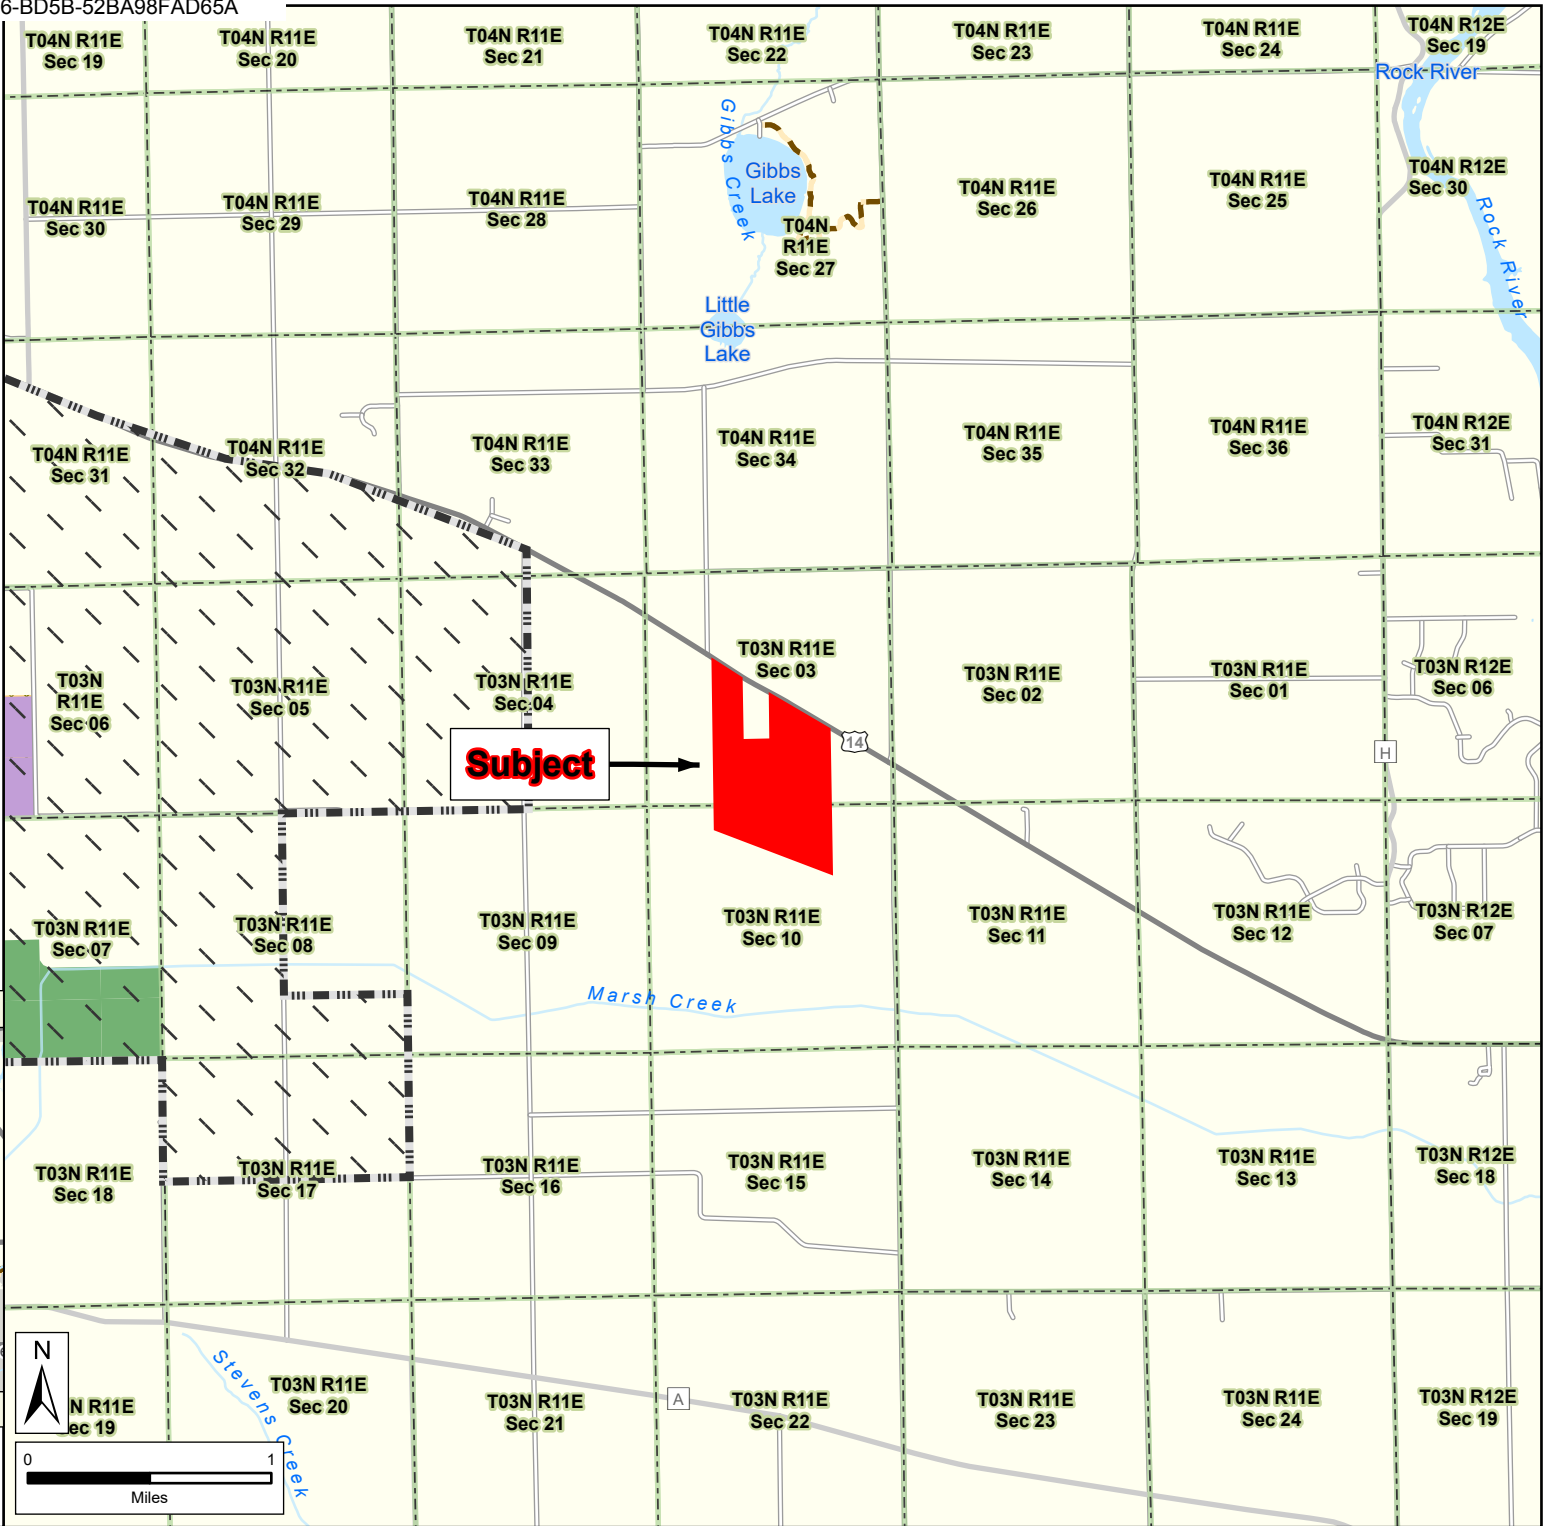 6-BD5B-52BA98FAD65A
T04N R11E
Sec 19
T04N R11E
Sec 20
T04N R11E
Sec 21
T04N R11E
Sec 22
T04N R11E
Sec 23
T04N R11E
Sec 24
T04N R12E
Sec 19
Rock River
Gibbs Creek
Gibbs
Lake
T04N R11E
Sec 30
T04N R11E
Sec 29
T04N R11E
Sec 28
T04N
R11E
Sec 27
T04N R11E
Sec 26
T04N R11E
Sec 25
T04N R12E
Sec 30
Rock River
Little
Gibbs
Lake
T04N R11E
Sec 31
T04N R11E
Sec 32
T04N R11E
Sec 33
T04N R11E
Sec 34
T04N R11E
Sec 35
T04N R11E
Sec 36
T04N R12E
Sec 31
T03N
R11E
Sec 06
T03N R11E
Sec 05
T03N R11E
Sec 04
T03N R11E
Sec 03
T03N R11E
Sec 02
T03N R11E
Sec 01
T03N R12E
Sec 06
Subject
14
H
T03N R11E
Sec 07
T03N R11E
Sec 08
T03N R11E
Sec 09
T03N R11E
Sec 10
T03N R11E
Sec 11
T03N R11E
Sec 12
T03N R12E
Sec 07
Marsh Creek
T03N R11E
Sec 18
T03N R11E
Sec 17
T03N R11E
Sec 16
T03N R11E
Sec 15
T03N R11E
Sec 14
T03N R11E
Sec 13
T03N R12E
Sec 18
N
Stevens Creek
N R11E
ec 19
T03N R11E
Sec 20
T03N R11E
Sec 21
A
T03N R11E
Sec 22
T03N R11E
Sec 23
T03N R11E
Sec 24
T03N R12E
Sec 19
0 1
Miles